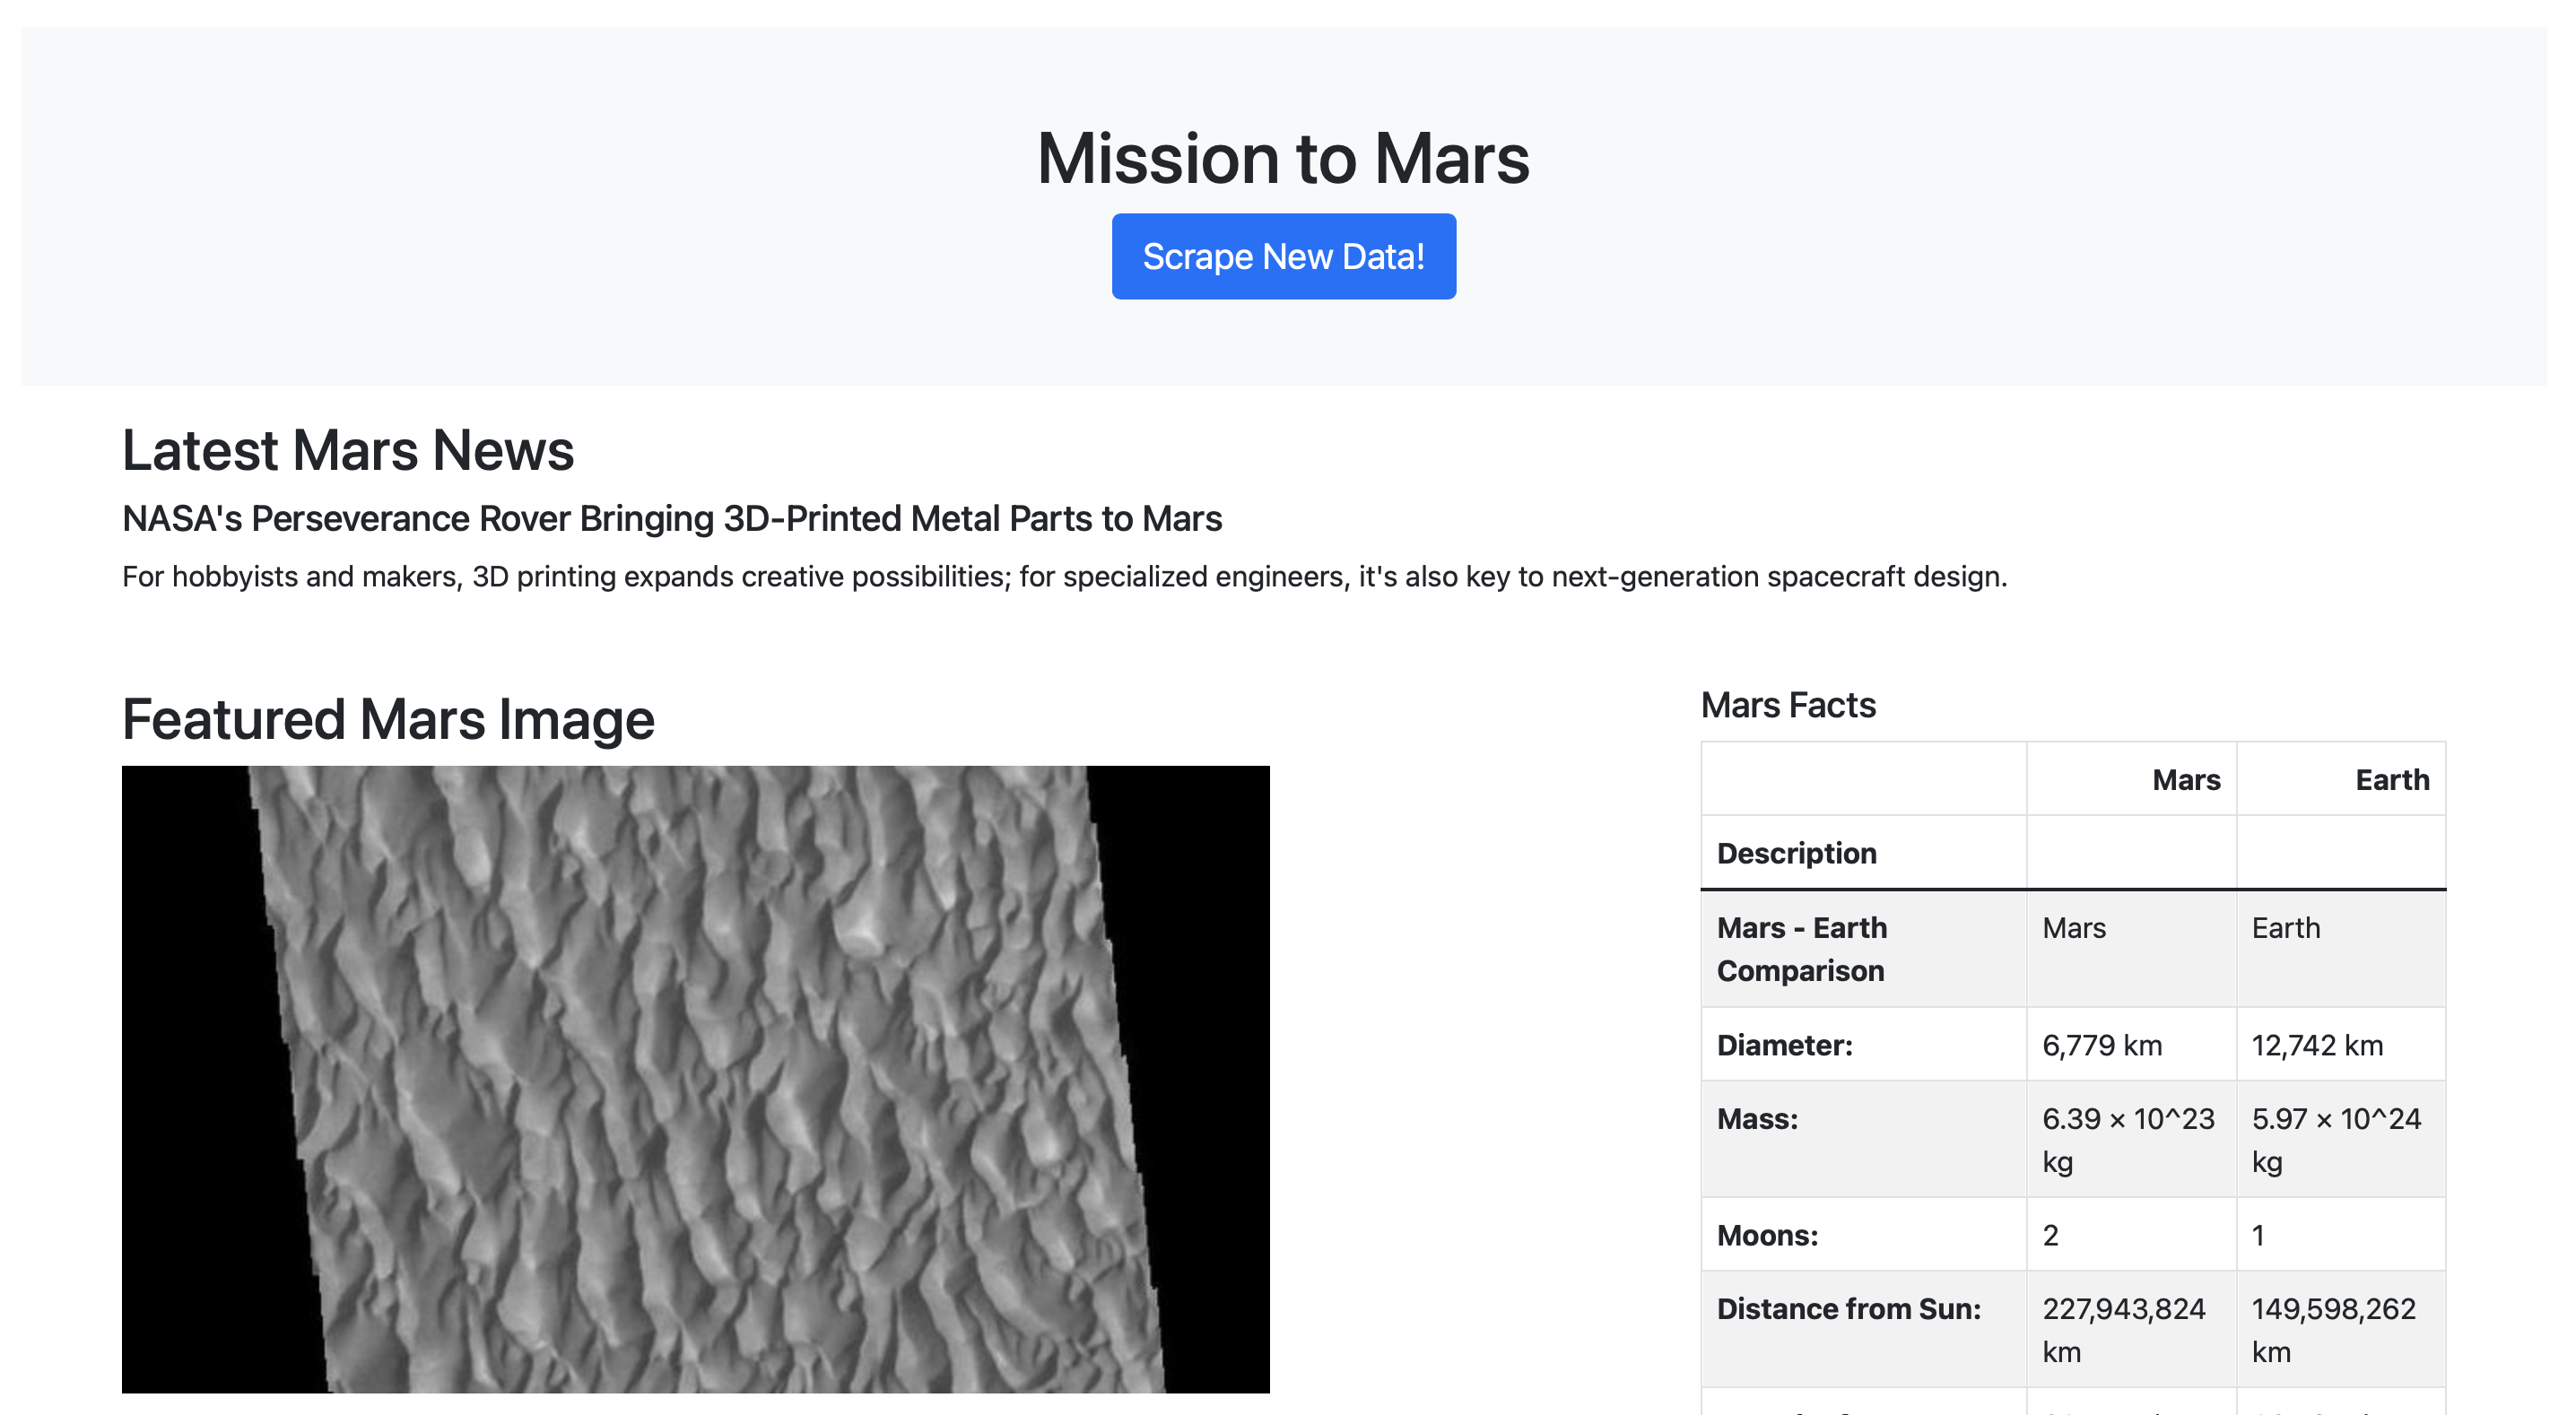 Mission to Mars
Scrape New Data!
Latest Mars News
NASA's Perseverance Rover Bringing 3D-Printed Metal Parts to Mars
For hobbyists and makers, 3D printing expands creative possibilities; for specialized engineers, it's also key to next-generation spacecraft design.
Featured Mars Image
Mars Facts
Mars Earth
Description
Mars - Earth Mars Earth
Comparison
Diameter: 6,779 km 12,742 km
Mass: 6.39 × 10^23 5.97 × 10^24
kg kg
Moons: 2 1
Distance from Sun: 227,943,824 149,598,262
km km